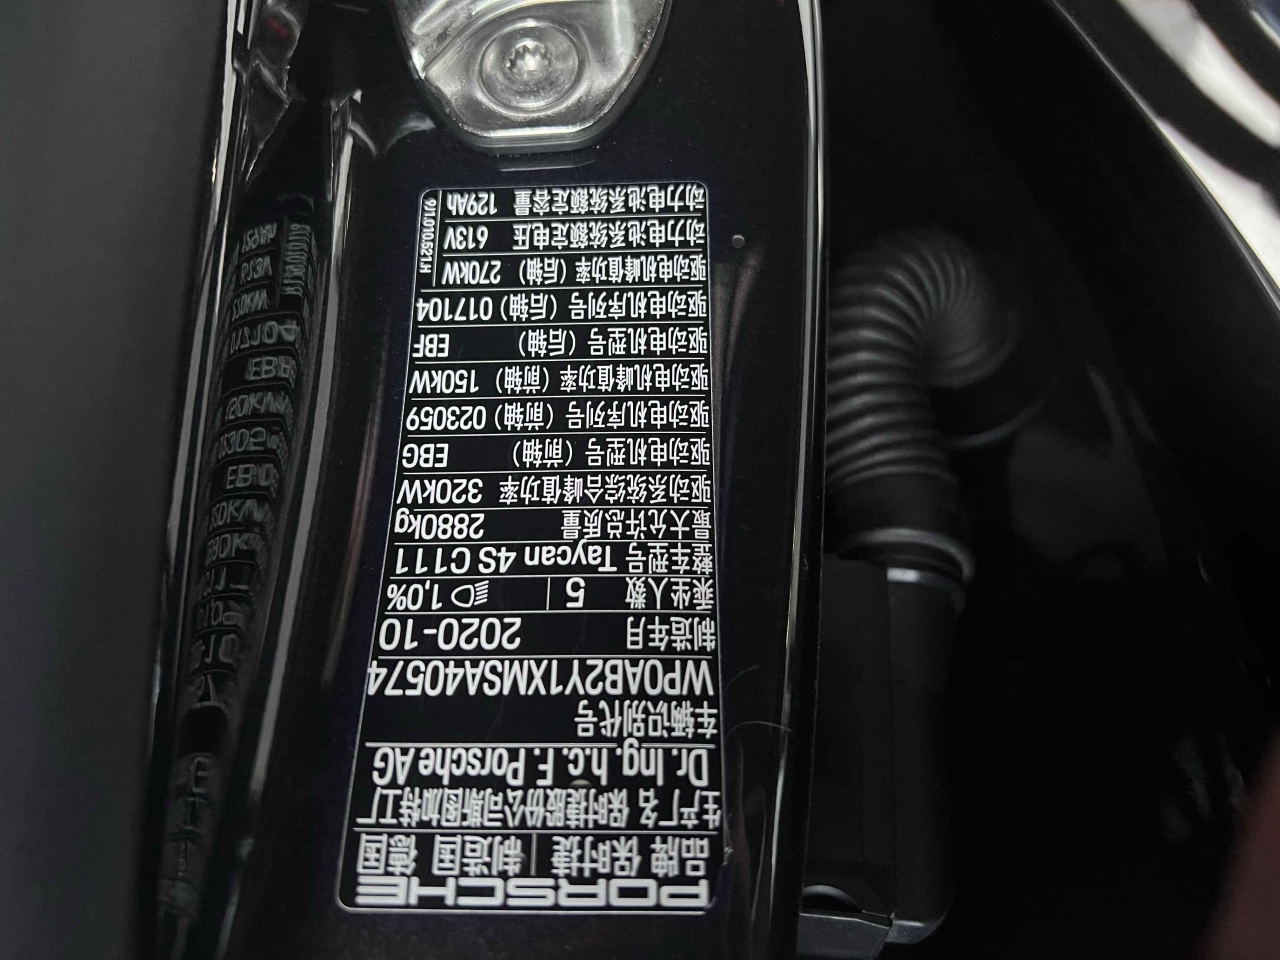 PORSCHE
品牌 保时捷 制造国 德国
生产厂名 保时捷股份公司斯图加特工厂
Dr. Ing. h.c. F. Porsche AG
车辆识别代号
WP0AB2Y1XMSA40574
制造年月 2020-10
乘坐人数 5 1,0%
整车型号 Taycan 4S C111
最大允许总质量 2880kg
驱动系统综合峰值功率 320kW
驱动电机型号（前轴） EBG
驱动电机序列号（前轴） 023059
驱动电机峰值功率（前轴） 150kW
驱动电机型号（后轴） EBF
驱动电机序列号（后轴） 017104
驱动电机峰值功率（后轴） 270kW
动力电池系统额定电压 613V
动力电池系统额定容量 129Ah
9J1.010.521.H